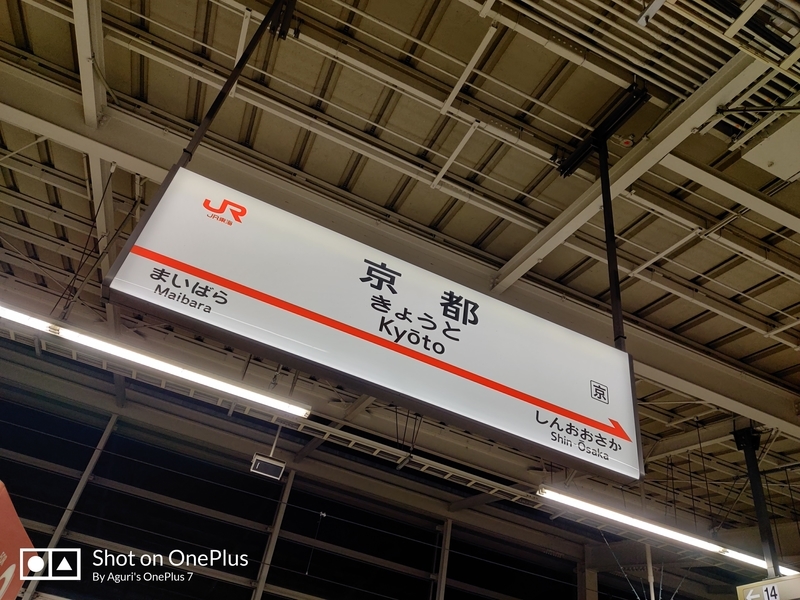 JR
JR東海
京都
きょうと
Kyōto
まいばら
Maibara
京
しんおおさか
Shin-Ōsaka
← 14
Shot on OnePlus
By Aguri's OnePlus 7